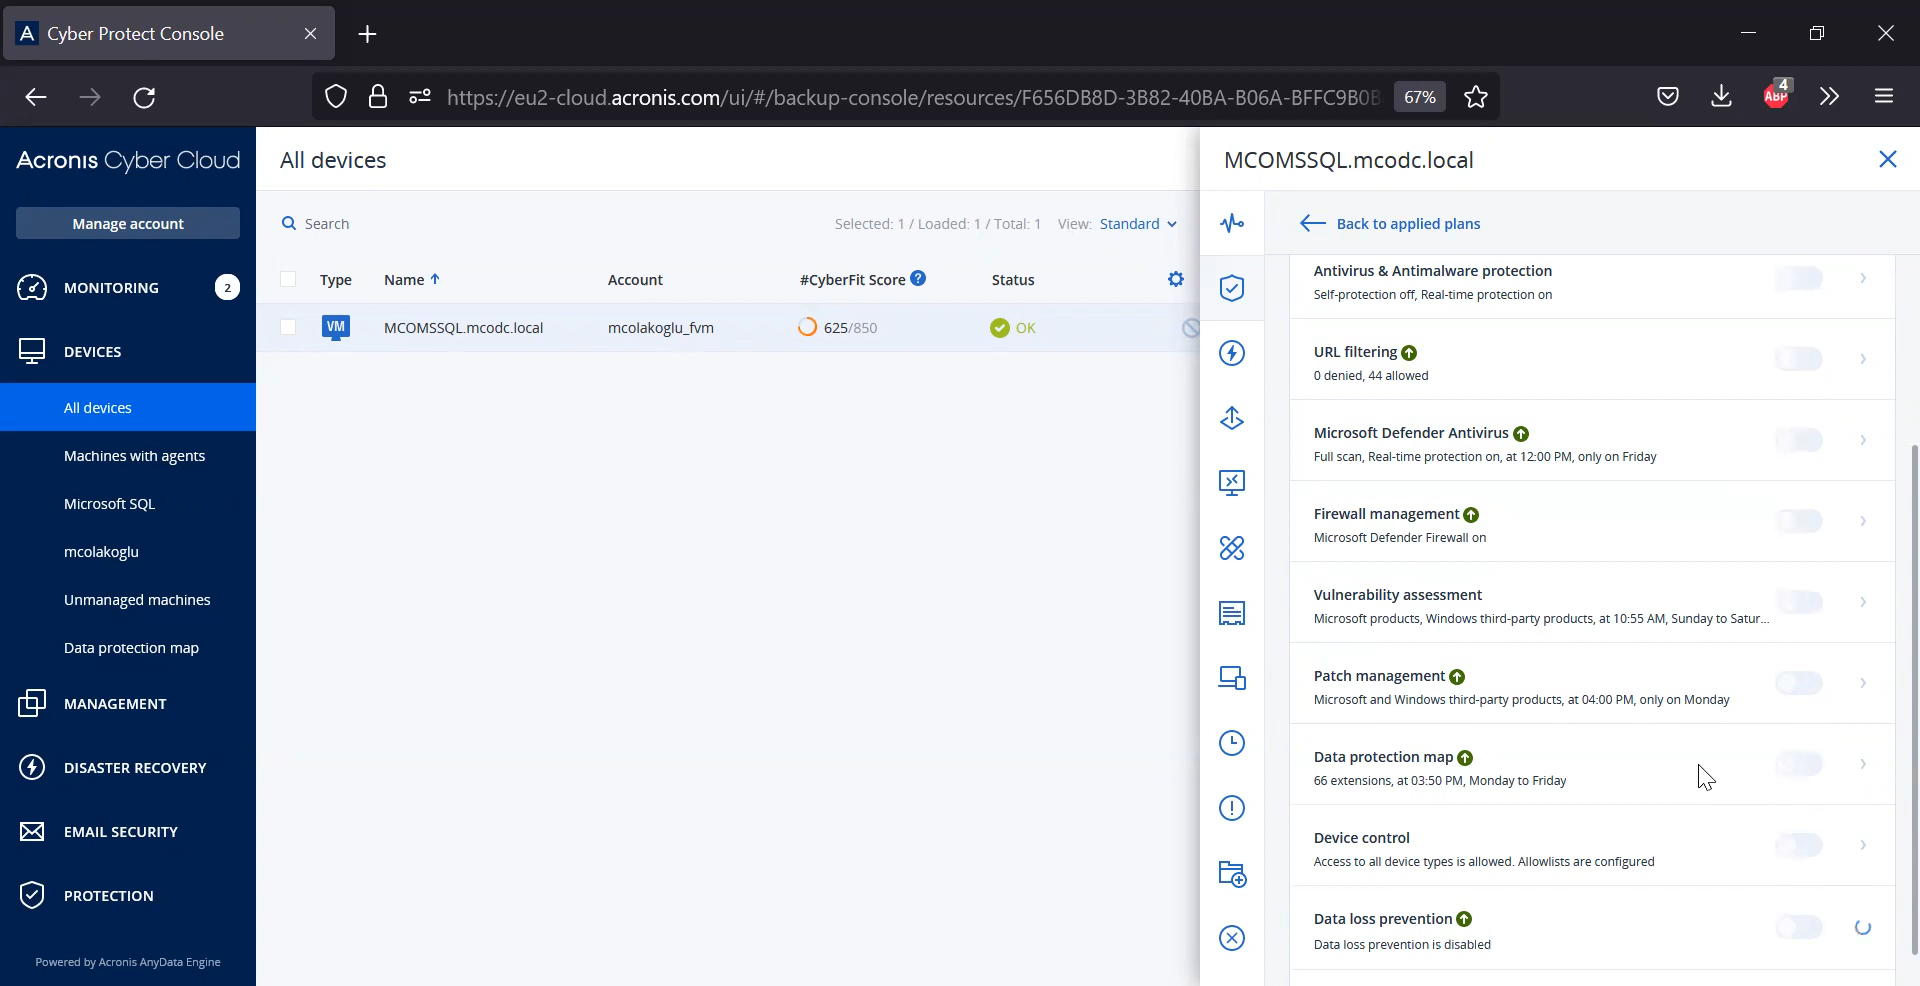 Cyber Protect Console
https://eu2-cloud.acronis.com/ui/#/backup-console/resources/F656DB8D-3B82-40BA-B06A-BFFC9B0B
67%
ABP
4
Acronis Cyber Cloud
Manage account
MONITORING
2
DEVICES
All devices
Machines with agents
Microsoft SQL
mcolakoglu
Unmanaged machines
Data protection map
MANAGEMENT
DISASTER RECOVERY
EMAIL SECURITY
PROTECTION
Powered by Acronis AnyData Engine
All devices
Search
Selected: 1 / Loaded: 1 / Total: 1 View: Standard
Type Name Account #CyberFit Score ? Status
VM MCOMSSQL.mcodc.local mcolakoglu_fvm 625/850 OK
MCOMSSQL.mcodc.local
Back to applied plans
Antivirus & Antimalware protection
Self-protection off, Real-time protection on
URL filtering
0 denied, 44 allowed
Microsoft Defender Antivirus
Full scan, Real-time protection on, at 12:00 PM, only on Friday
Firewall management
Microsoft Defender Firewall on
Vulnerability assessment
Microsoft products, Windows third-party products, at 10:55 AM, Sunday to Satur...
Patch management
Microsoft and Windows third-party products, at 04:00 PM, only on Monday
Data protection map
66 extensions, at 03:50 PM, Monday to Friday
Device control
Access to all device types is allowed. Allowlists are configured
Data loss prevention
Data loss prevention is disabled